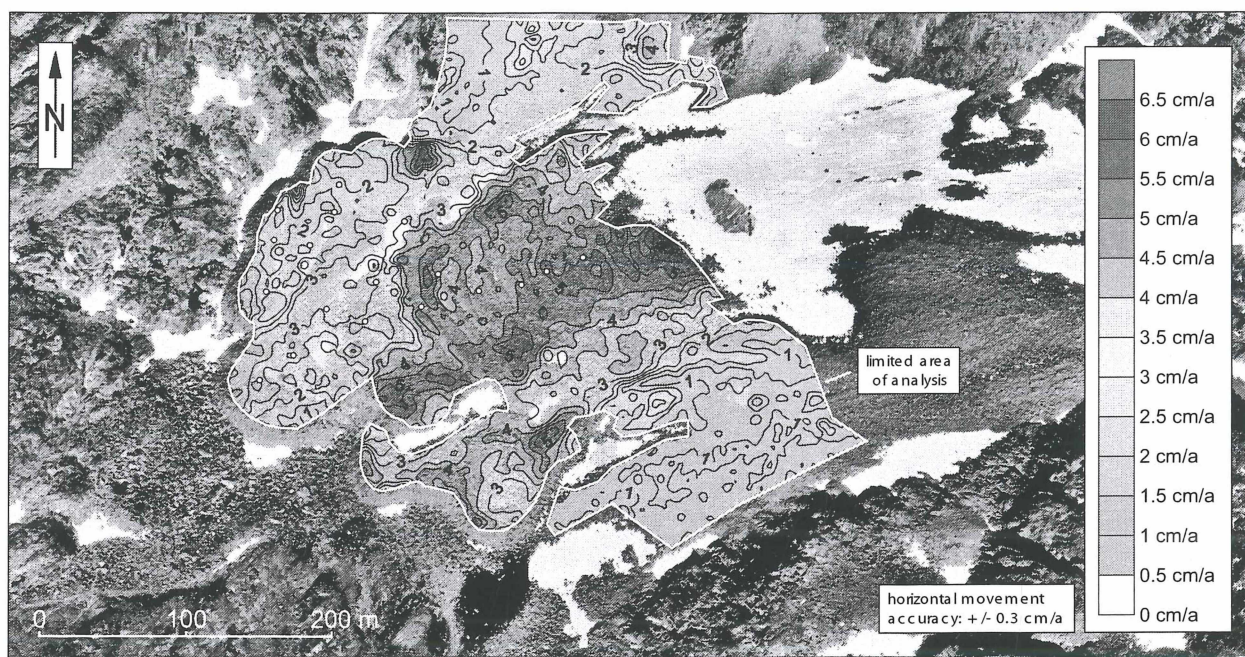 N
6.5 cm/a
6 cm/a
5.5 cm/a
5 cm/a
4.5 cm/a
4 cm/a
3.5 cm/a
3 cm/a
2.5 cm/a
2 cm/a
1.5 cm/a
1 cm/a
0.5 cm/a
0 cm/a
limited area
of analysis
horizontal movement
accuracy: +/- 0.3 cm/a
0 100 200 m